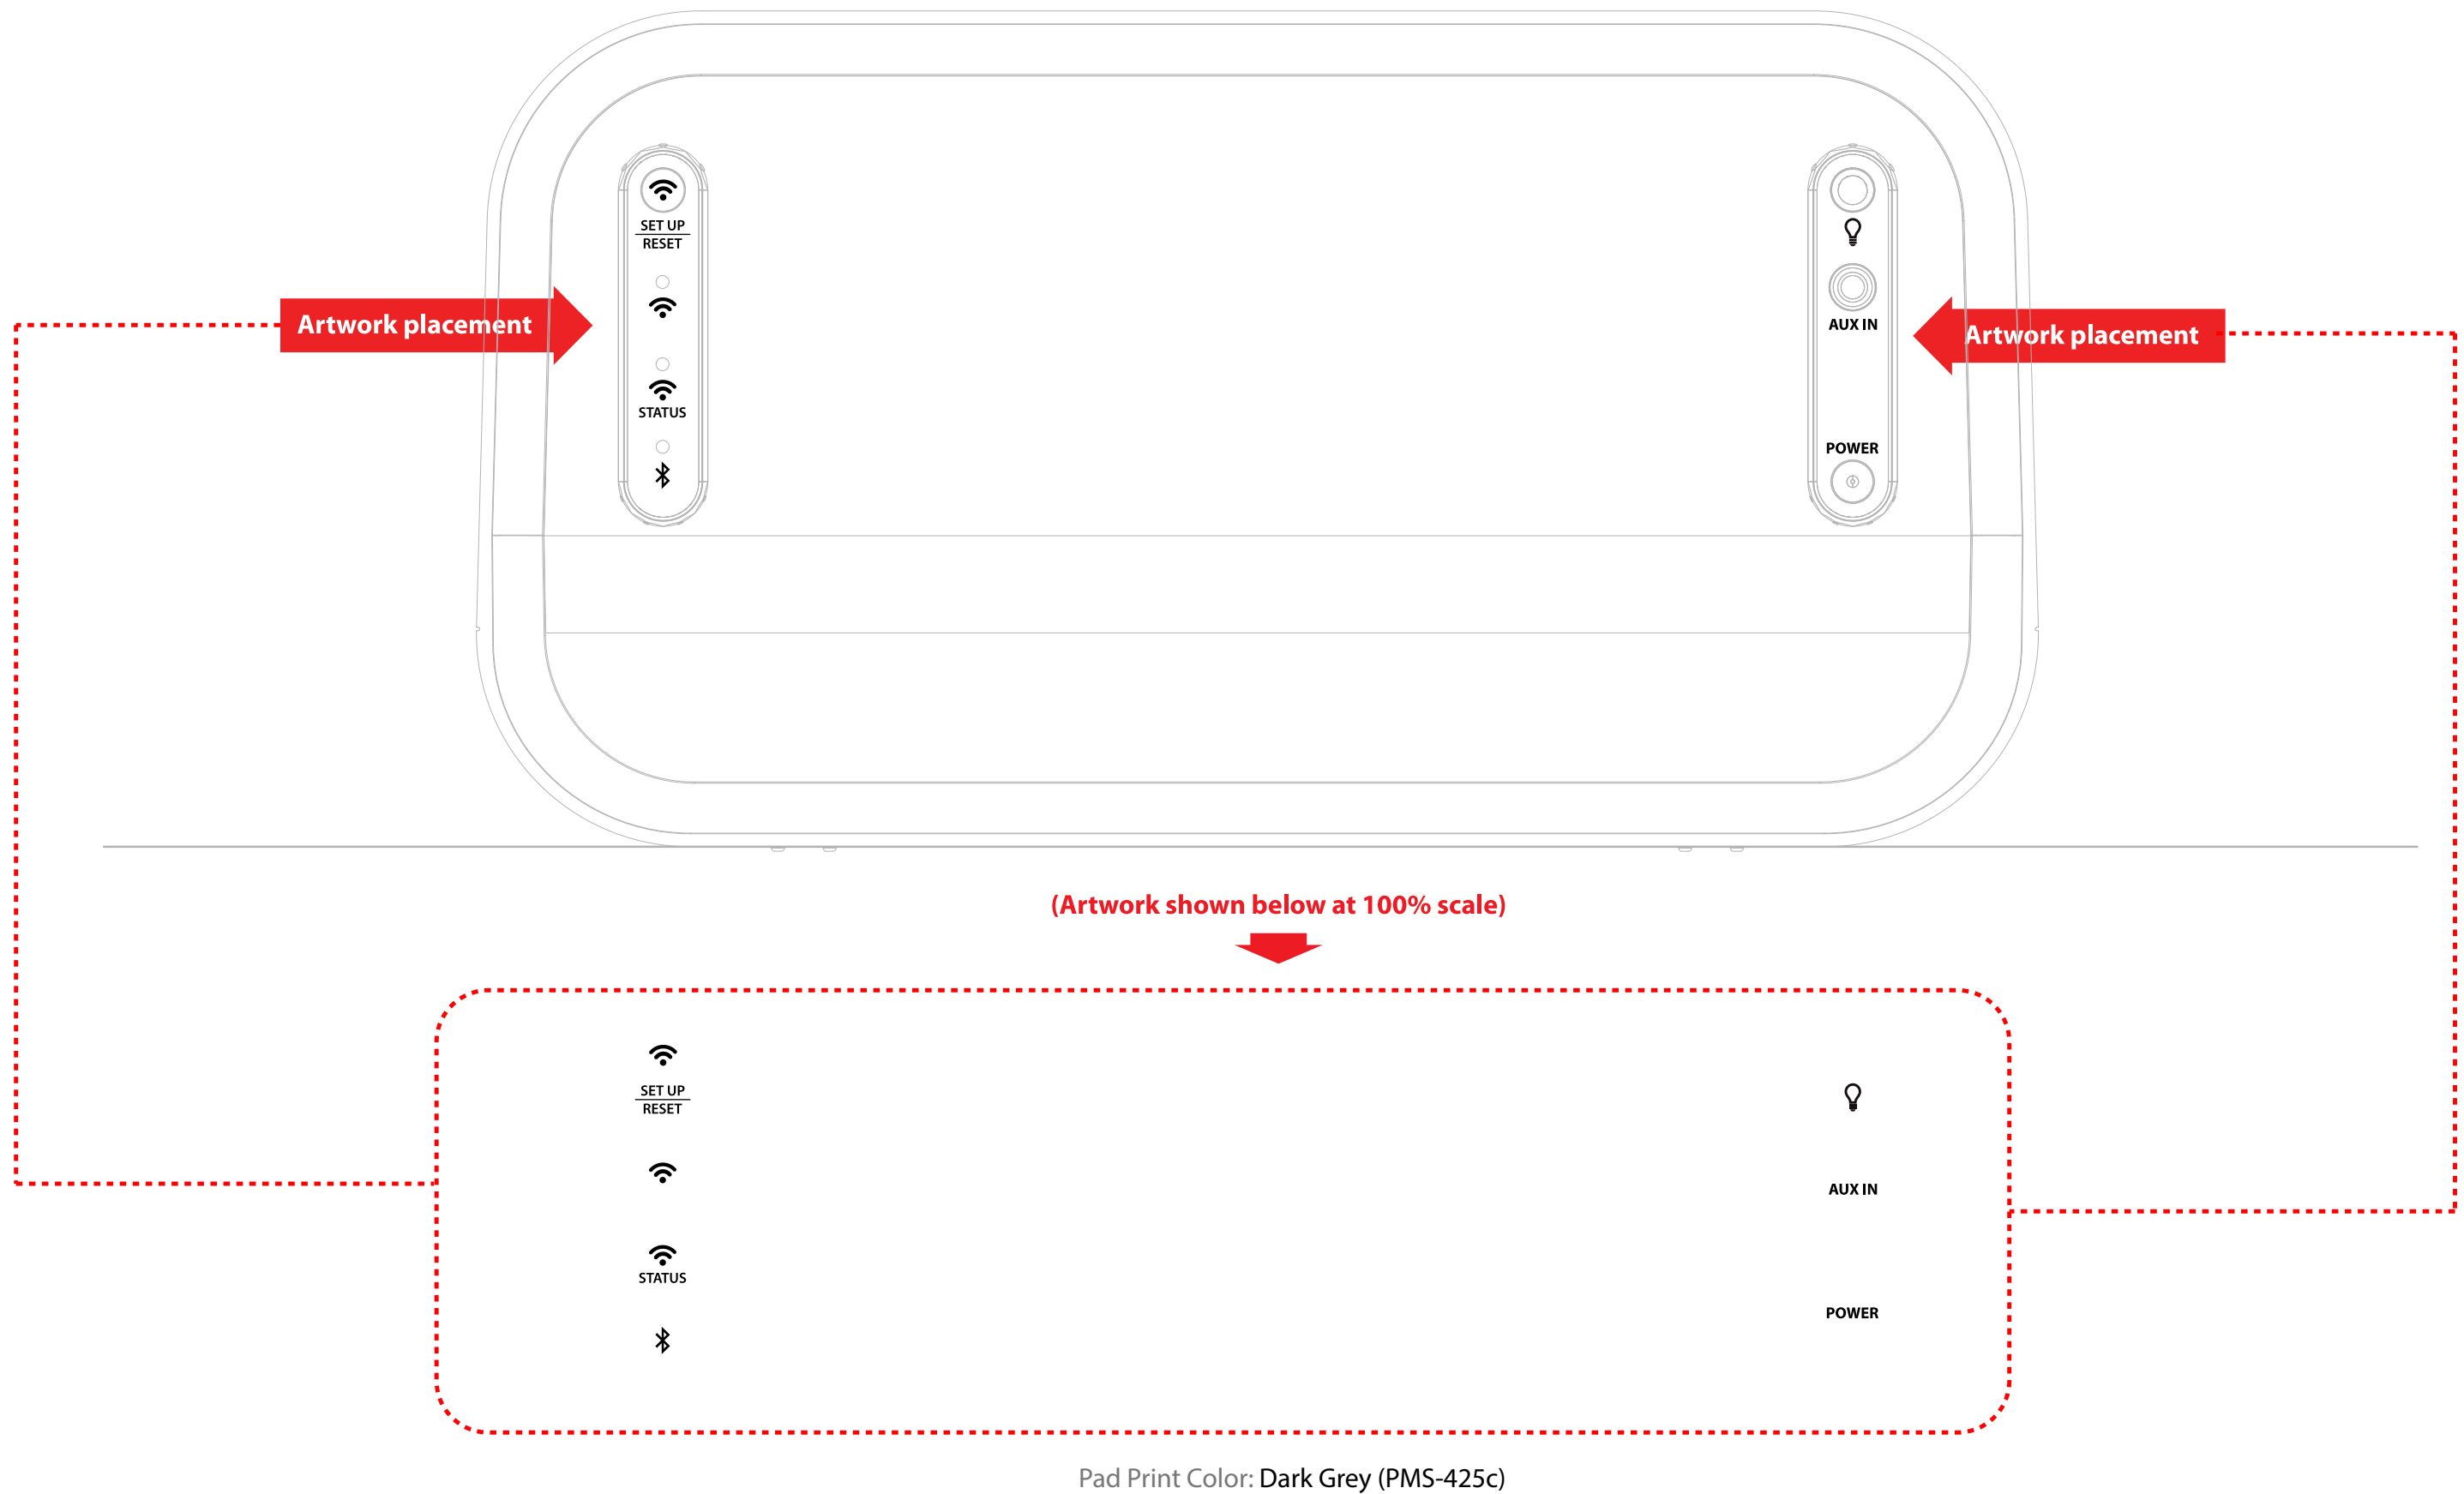 SET UP
RESET
Artwork placement
STATUS
AUX IN
Artwork placement
POWER
(Artwork shown below at 100% scale)
SET UP
RESET
STATUS
AUX IN
POWER
Pad Print Color: Dark Grey (PMS-425c)